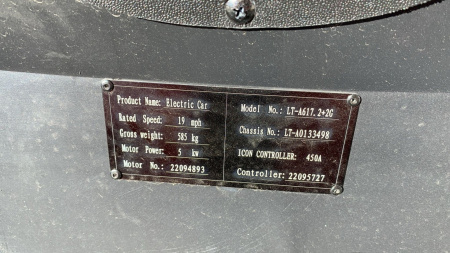 Product Name: Electric Car
Rated Speed: 19 mph
Gross weight: 585 kg
Motor Power: 5 kw
Motor No.: 22094893
Model No.: LT-A617.2+2G
Chassis No.: LT-A0133498
ICON CONTROLLER: 450A
Controller: 22095727